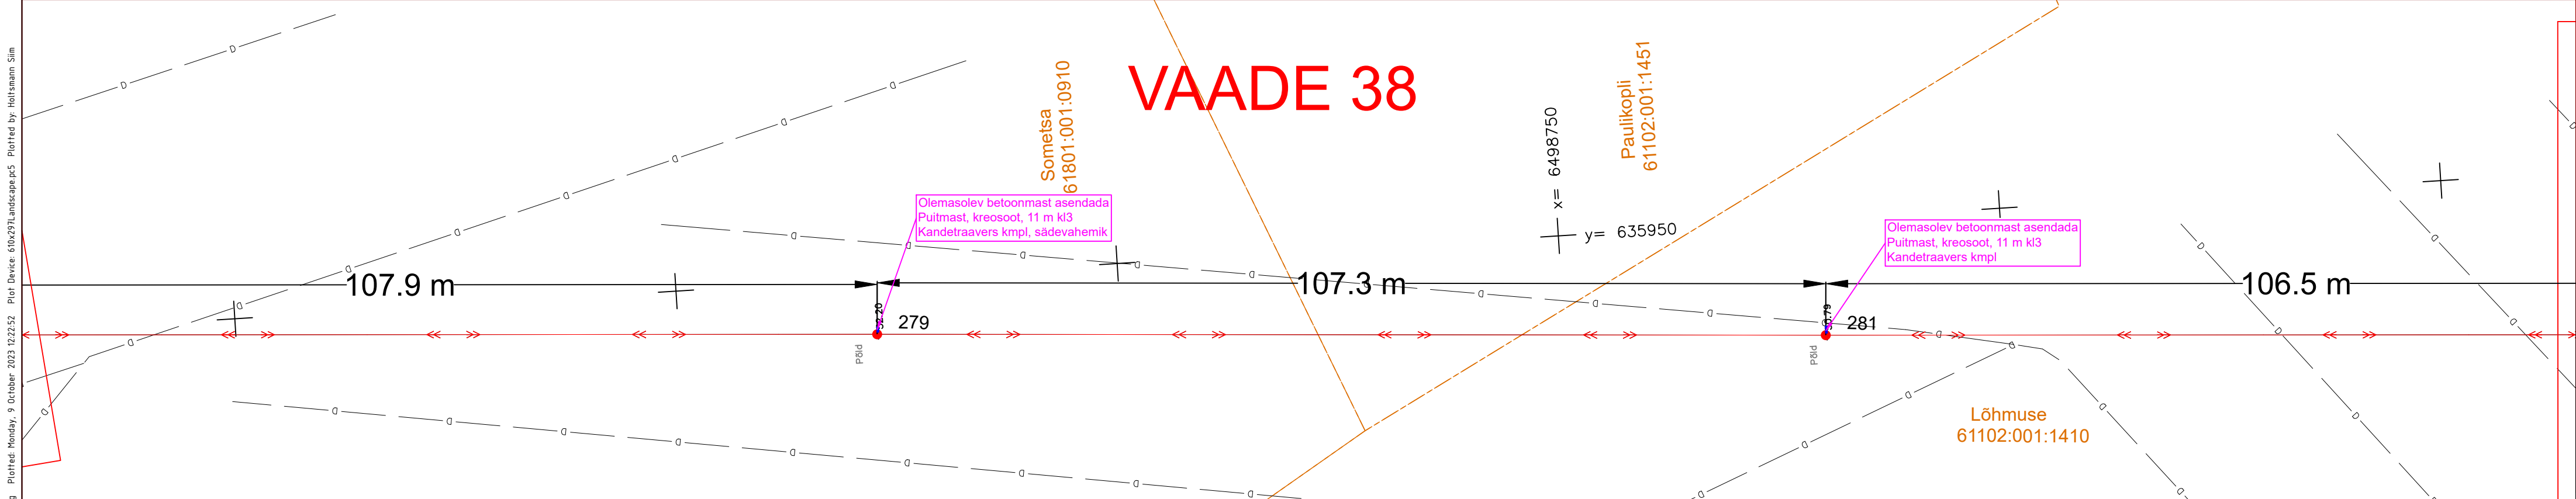 VAADE 38
Sometsa
61801:001:0910
Paulikopli
61102:001:1451
x= 6498750
y= 635950
Olemasolev betoonmast asendada
Puitmast, kreosoot, 11 m kl3
Kandetraavers kmpl, sädevahemik
Olemasolev betoonmast asendada
Puitmast, kreosoot, 11 m kl3
Kandetraavers kmpl
107.9 m
107.3 m
106.5 m
279
281
Põld
Põld
Lõhmuse
61102:001:1410
Plotted: Monday, 9 October 2023 12:22:52 Plot Device: 610x297Landscape.pc5 Plotted by: Holtsmann Siim